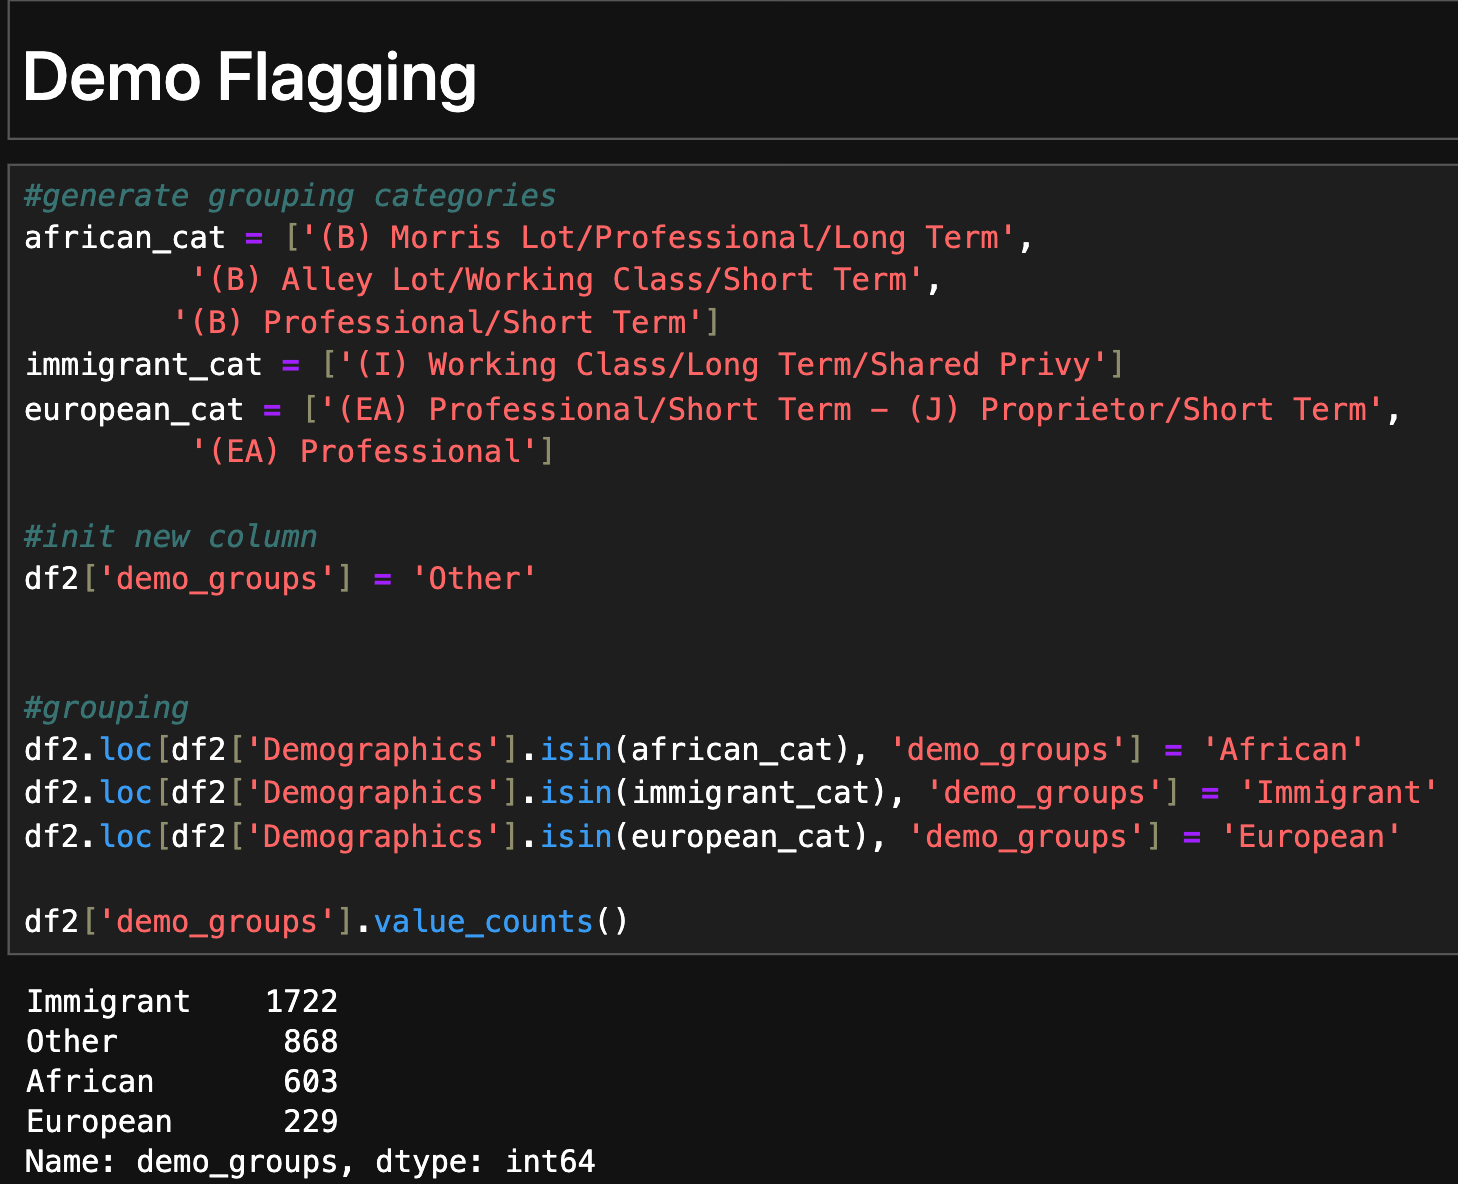 Demo Flagging
#generate grouping categories
african_cat = ['(B) Morris Lot/Professional/Long Term',
'(B) Alley Lot/Working Class/Short Term',
'(B) Professional/Short Term']
immigrant_cat = ['(I) Working Class/Long Term/Shared Privy']
european_cat = ['(EA) Professional/Short Term – (J) Proprietor/Short Term',
'(EA) Professional']
#init new column
df2['demo_groups'] = 'Other'
#grouping
df2.loc[df2['Demographics'].isin(african_cat), 'demo_groups'] = 'African'
df2.loc[df2['Demographics'].isin(immigrant_cat), 'demo_groups'] = 'Immigrant'
df2.loc[df2['Demographics'].isin(european_cat), 'demo_groups'] = 'European'
df2['demo_groups'].value_counts()
Immigrant    1722
Other         868
African       603
European      229
Name: demo_groups, dtype: int64